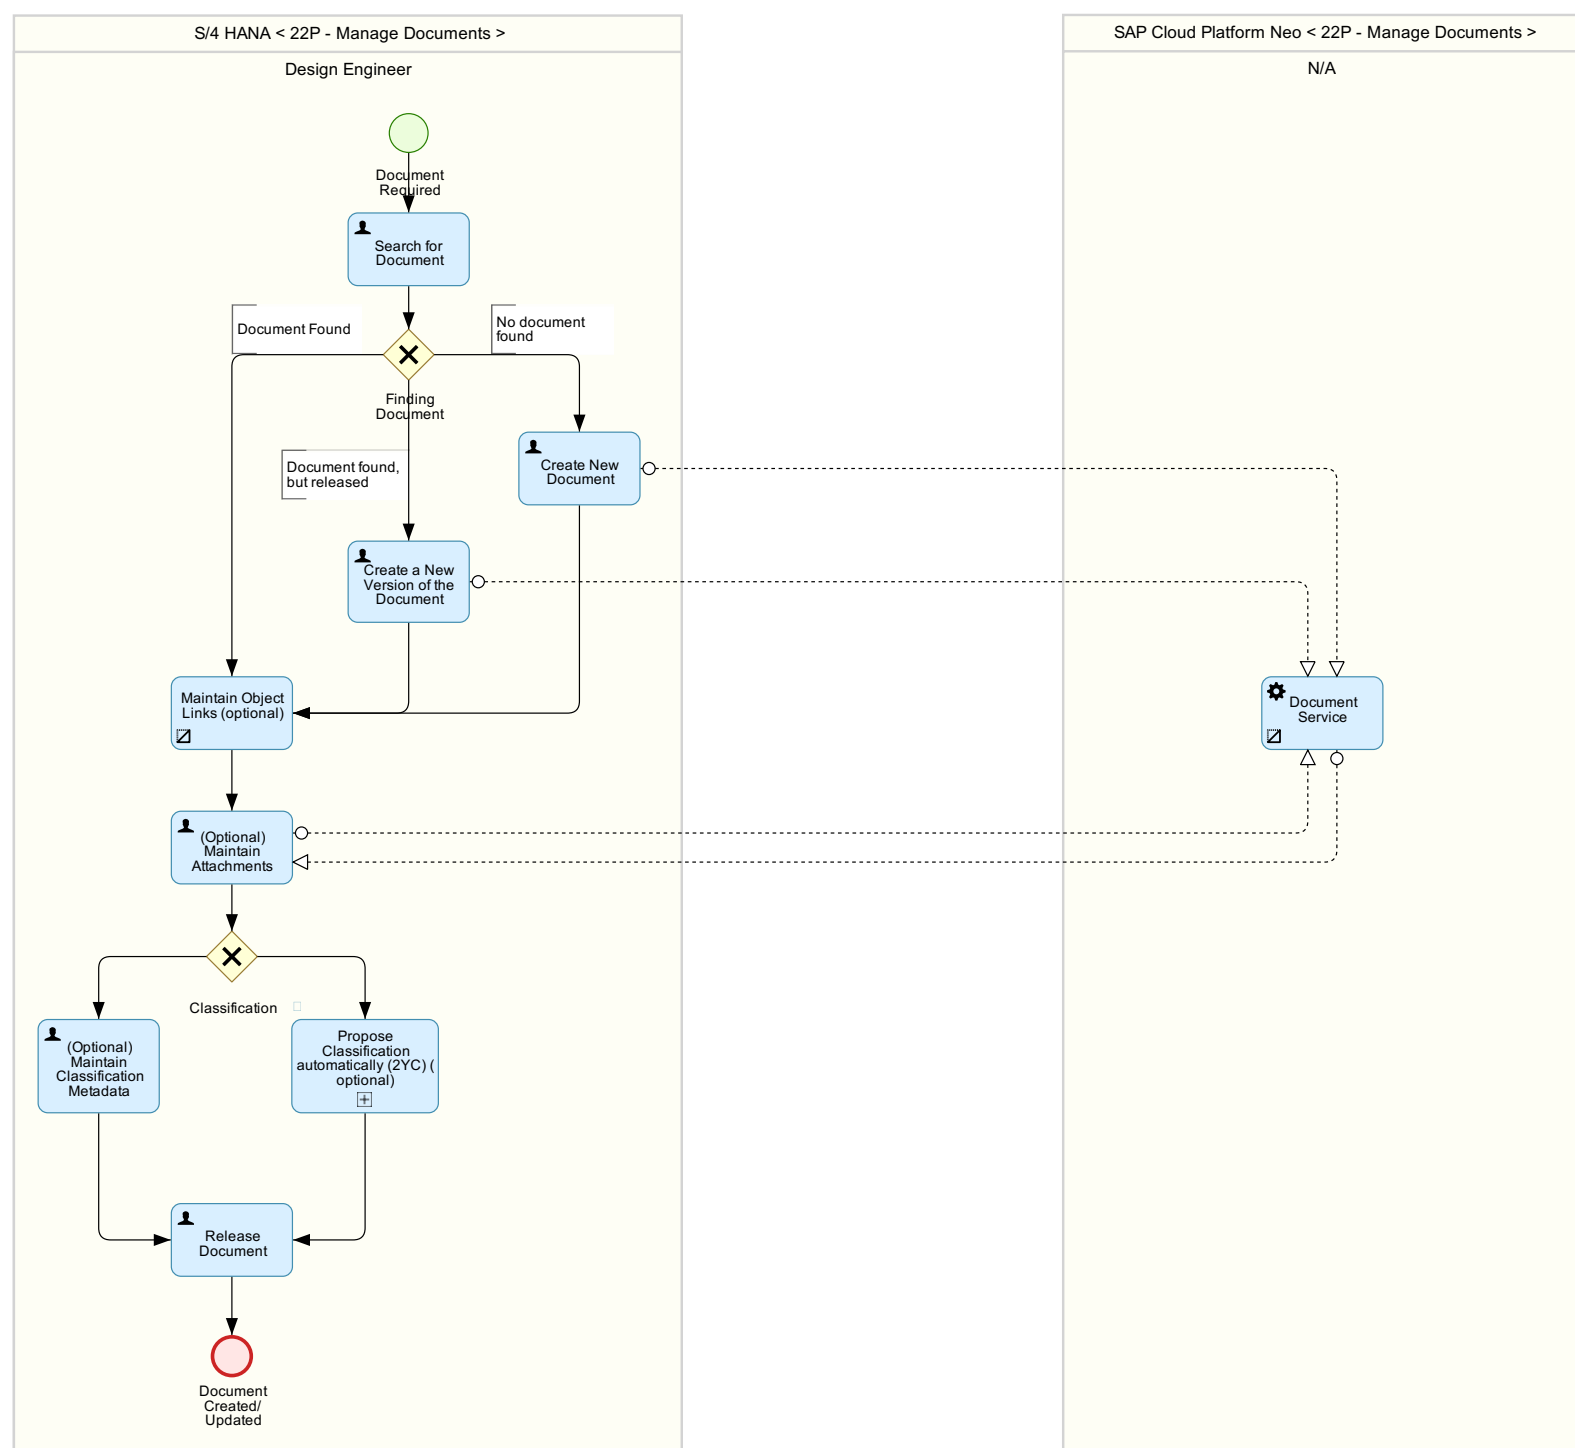 S/4 HANA < 22P - Manage Documents >
SAP Cloud Platform Neo < 22P - Manage Documents >
Design Engineer
N/A
Document
Required
Search for
Document
Document Found
No document
found
Finding
Document
Document found,
but released
Create New
Document
Create a New
Version of the
Document
Maintain Object
Links (optional)
Document
Service
(Optional)
Maintain
Attachments
Classification
(Optional)
Maintain
Classification
Metadata
Propose
Classification
automatically (2YC) (
optional)
Release
Document
Document
Created/
Updated